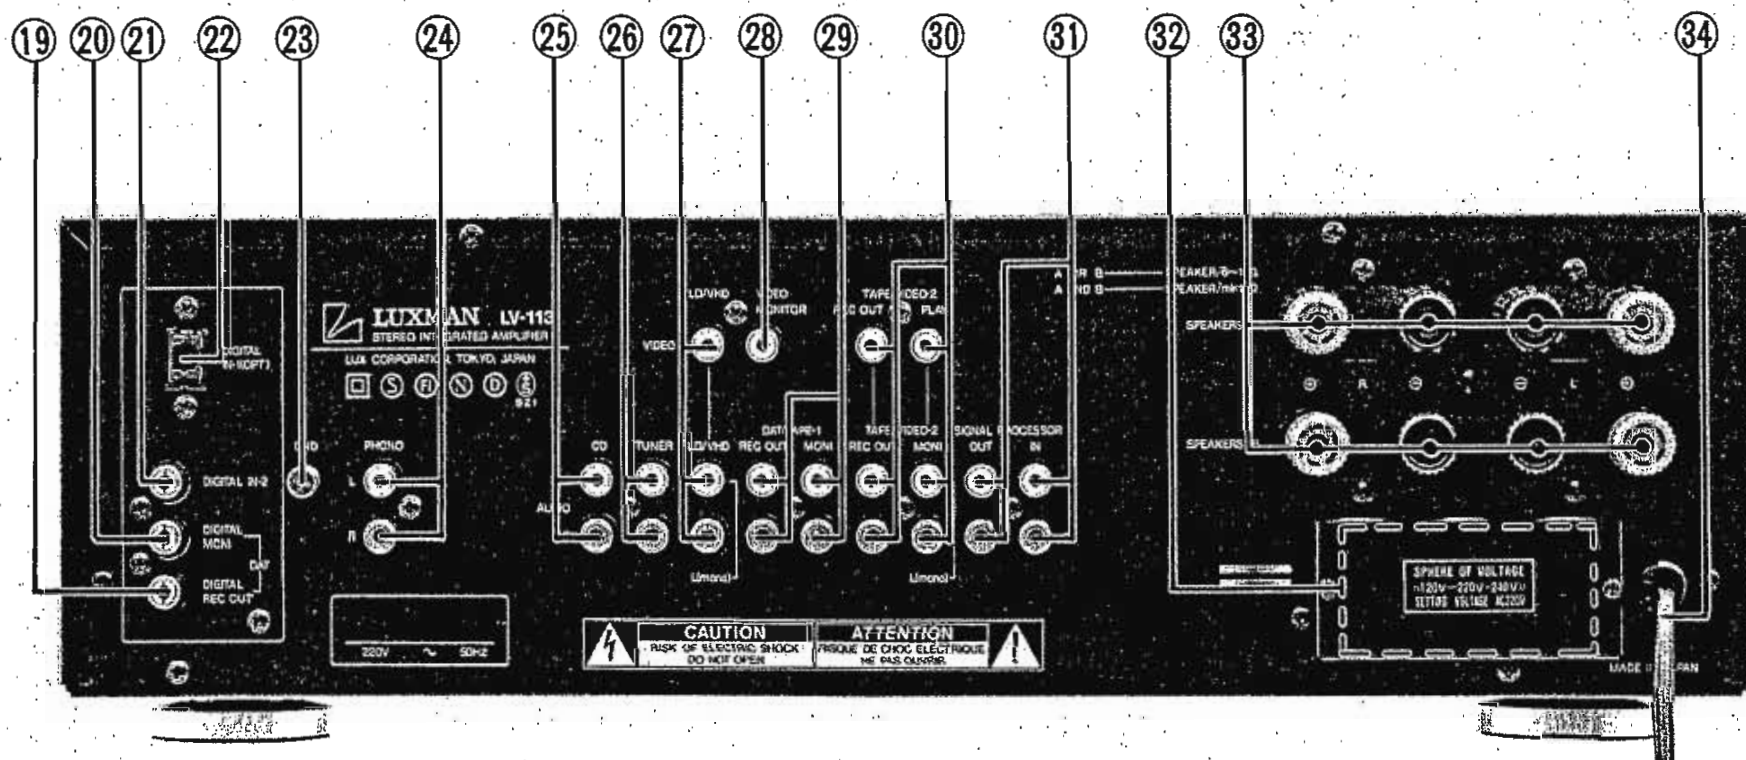 19 20 21 22 23 24 25 26 27 28 29 30 31 32 33 34
LUXMAN LV-113
STEREO INTEGRATED AMPLIFIER
LUX CORPORATION, TOKYO, JAPAN
S FI N D
DIGITAL
GND
PHONO
L
R
DIGITAL IN-2
DIGITAL
MONI
DAT
DIGITAL
REC OUT
220V ~ 50Hz
LD/VHD
VIDEO
MONITOR
TAPE VIDEO-2
REC OUT PLAY
VIDEO
CD
TUNER
LD/VHD
DAT/TAPE-1
REC OUT MONI
TAPE VIDEO-2
REC OUT MONI
SIGNAL PROCESSOR
OUT IN
AUDIO
L(mono)
L(mono)
CAUTION
RISK OF ELECTRIC SHOCK
DO NOT OPEN
ATTENTION
RISQUE DE CHOC ELECTRIQUE
NE PAS OUVRIR
SPEAKERS
⊕ R ⊖ ⊖ L ⊕
SPEAKERS
SPHERE OF VOLTAGE
SETTING VOLTAGE AC220V
MADE IN JAPAN